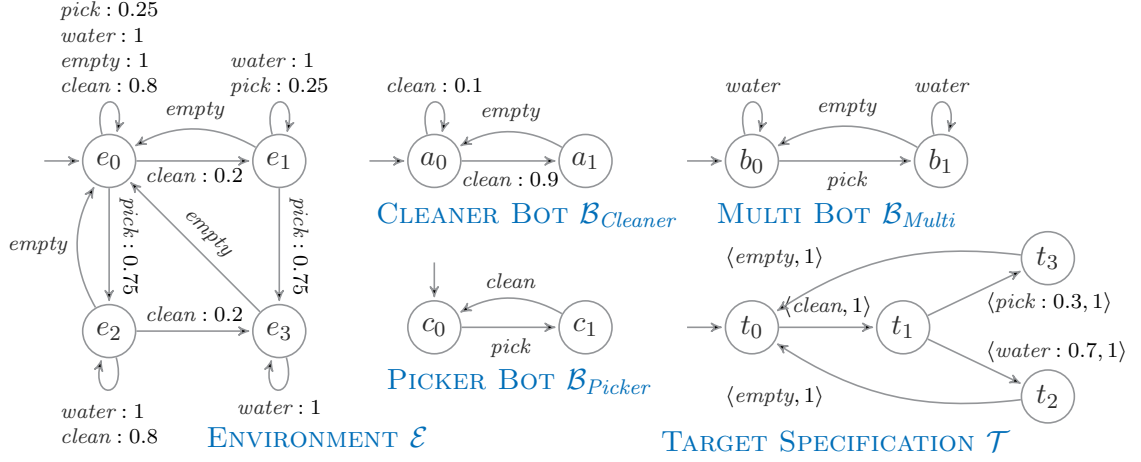 pick : 0.25
water : 1
empty : 1
clean : 0.8
e0
clean : 0.2
empty
water : 1
pick : 0.25
e1
pick : 0.75
empty
empty
pick : 0.75
e2
clean : 0.2
e3
water : 1
clean : 0.8
water : 1
ENVIRONMENT ℰ
clean : 0.1
empty
a0
a1
clean : 0.9
CLEANER BOT ℬCleaner
clean
c0
c1
pick
PICKER BOT ℬPicker
water
water
empty
b0
b1
pick
MULTI BOT ℬMulti
⟨empty, 1⟩
t3
⟨clean, 1⟩
⟨pick : 0.3, 1⟩
t0
t1
⟨water : 0.7, 1⟩
⟨empty, 1⟩
t2
TARGET SPECIFICATION 𝒯